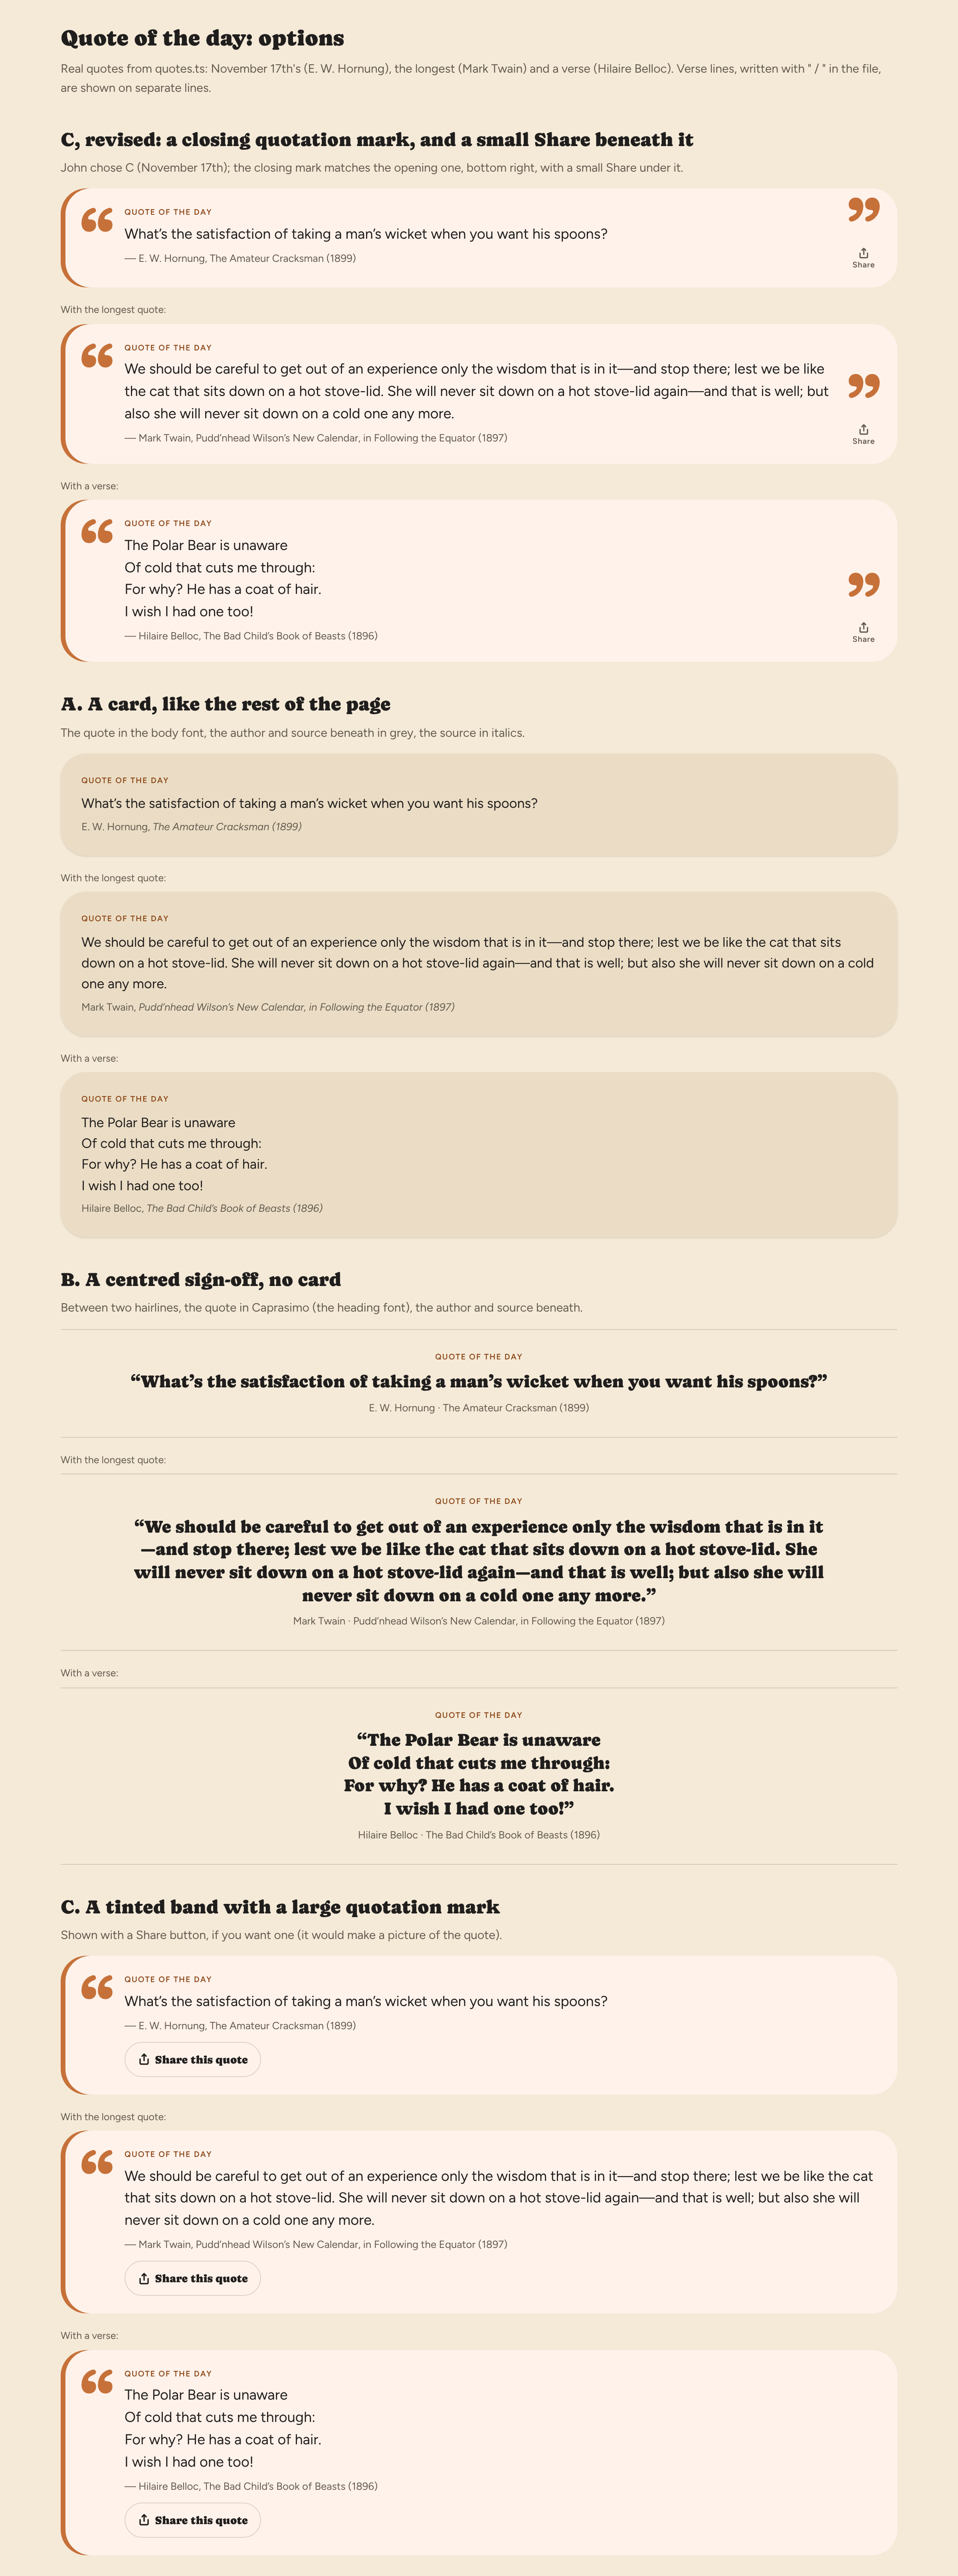 Quote of the day: options
Real quotes from quotes.ts: November 17th's (E. W. Hornung), the longest (Mark Twain) and a verse (Hilaire Belloc). Verse lines, written with " / " in the file,
are shown on separate lines.
C, revised: a closing quotation mark, and a small Share beneath it
John chose C (November 17th); the closing mark matches the opening one, bottom right, with a small Share under it.
“
QUOTE OF THE DAY
What’s the satisfaction of taking a man’s wicket when you want his spoons?
— E. W. Hornung, The Amateur Cracksman (1899)
”
Share
With the longest quote:
“
QUOTE OF THE DAY
We should be careful to get out of an experience only the wisdom that is in it—and stop there; lest we be like
the cat that sits down on a hot stove-lid. She will never sit down on a hot stove-lid again—and that is well; but
also she will never sit down on a cold one any more.
— Mark Twain, Pudd’nhead Wilson’s New Calendar, in Following the Equator (1897)
”
Share
With a verse:
“
QUOTE OF THE DAY
The Polar Bear is unaware
Of cold that cuts me through:
For why? He has a coat of hair.
I wish I had one too!
— Hilaire Belloc, The Bad Child’s Book of Beasts (1896)
”
Share
A. A card, like the rest of the page
The quote in the body font, the author and source beneath in grey, the source in italics.
QUOTE OF THE DAY
What’s the satisfaction of taking a man’s wicket when you want his spoons?
E. W. Hornung, The Amateur Cracksman (1899)
With the longest quote:
QUOTE OF THE DAY
We should be careful to get out of an experience only the wisdom that is in it—and stop there; lest we be like the cat that sits
down on a hot stove-lid. She will never sit down on a hot stove-lid again—and that is well; but also she will never sit down on a cold
one any more.
Mark Twain, Pudd’nhead Wilson’s New Calendar, in Following the Equator (1897)
With a verse:
QUOTE OF THE DAY
The Polar Bear is unaware
Of cold that cuts me through:
For why? He has a coat of hair.
I wish I had one too!
Hilaire Belloc, The Bad Child’s Book of Beasts (1896)
B. A centred sign-off, no card
Between two hairlines, the quote in Caprasimo (the heading font), the author and source beneath.
QUOTE OF THE DAY
“What’s the satisfaction of taking a man’s wicket when you want his spoons?”
E. W. Hornung · The Amateur Cracksman (1899)
With the longest quote:
QUOTE OF THE DAY
“We should be careful to get out of an experience only the wisdom that is in it
—and stop there; lest we be like the cat that sits down on a hot stove-lid. She
will never sit down on a hot stove-lid again—and that is well; but also she will
never sit down on a cold one any more.”
Mark Twain · Pudd’nhead Wilson’s New Calendar, in Following the Equator (1897)
With a verse:
QUOTE OF THE DAY
“The Polar Bear is unaware
Of cold that cuts me through:
For why? He has a coat of hair.
I wish I had one too!”
Hilaire Belloc · The Bad Child’s Book of Beasts (1896)
C. A tinted band with a large quotation mark
Shown with a Share button, if you want one (it would make a picture of the quote).
“
QUOTE OF THE DAY
What’s the satisfaction of taking a man’s wicket when you want his spoons?
— E. W. Hornung, The Amateur Cracksman (1899)
Share this quote
With the longest quote:
“
QUOTE OF THE DAY
We should be careful to get out of an experience only the wisdom that is in it—and stop there; lest we be like the cat
that sits down on a hot stove-lid. She will never sit down on a hot stove-lid again—and that is well; but also she will
never sit down on a cold one any more.
— Mark Twain, Pudd’nhead Wilson’s New Calendar, in Following the Equator (1897)
Share this quote
With a verse:
“
QUOTE OF THE DAY
The Polar Bear is unaware
Of cold that cuts me through:
For why? He has a coat of hair.
I wish I had one too!
— Hilaire Belloc, The Bad Child’s Book of Beasts (1896)
Share this quote